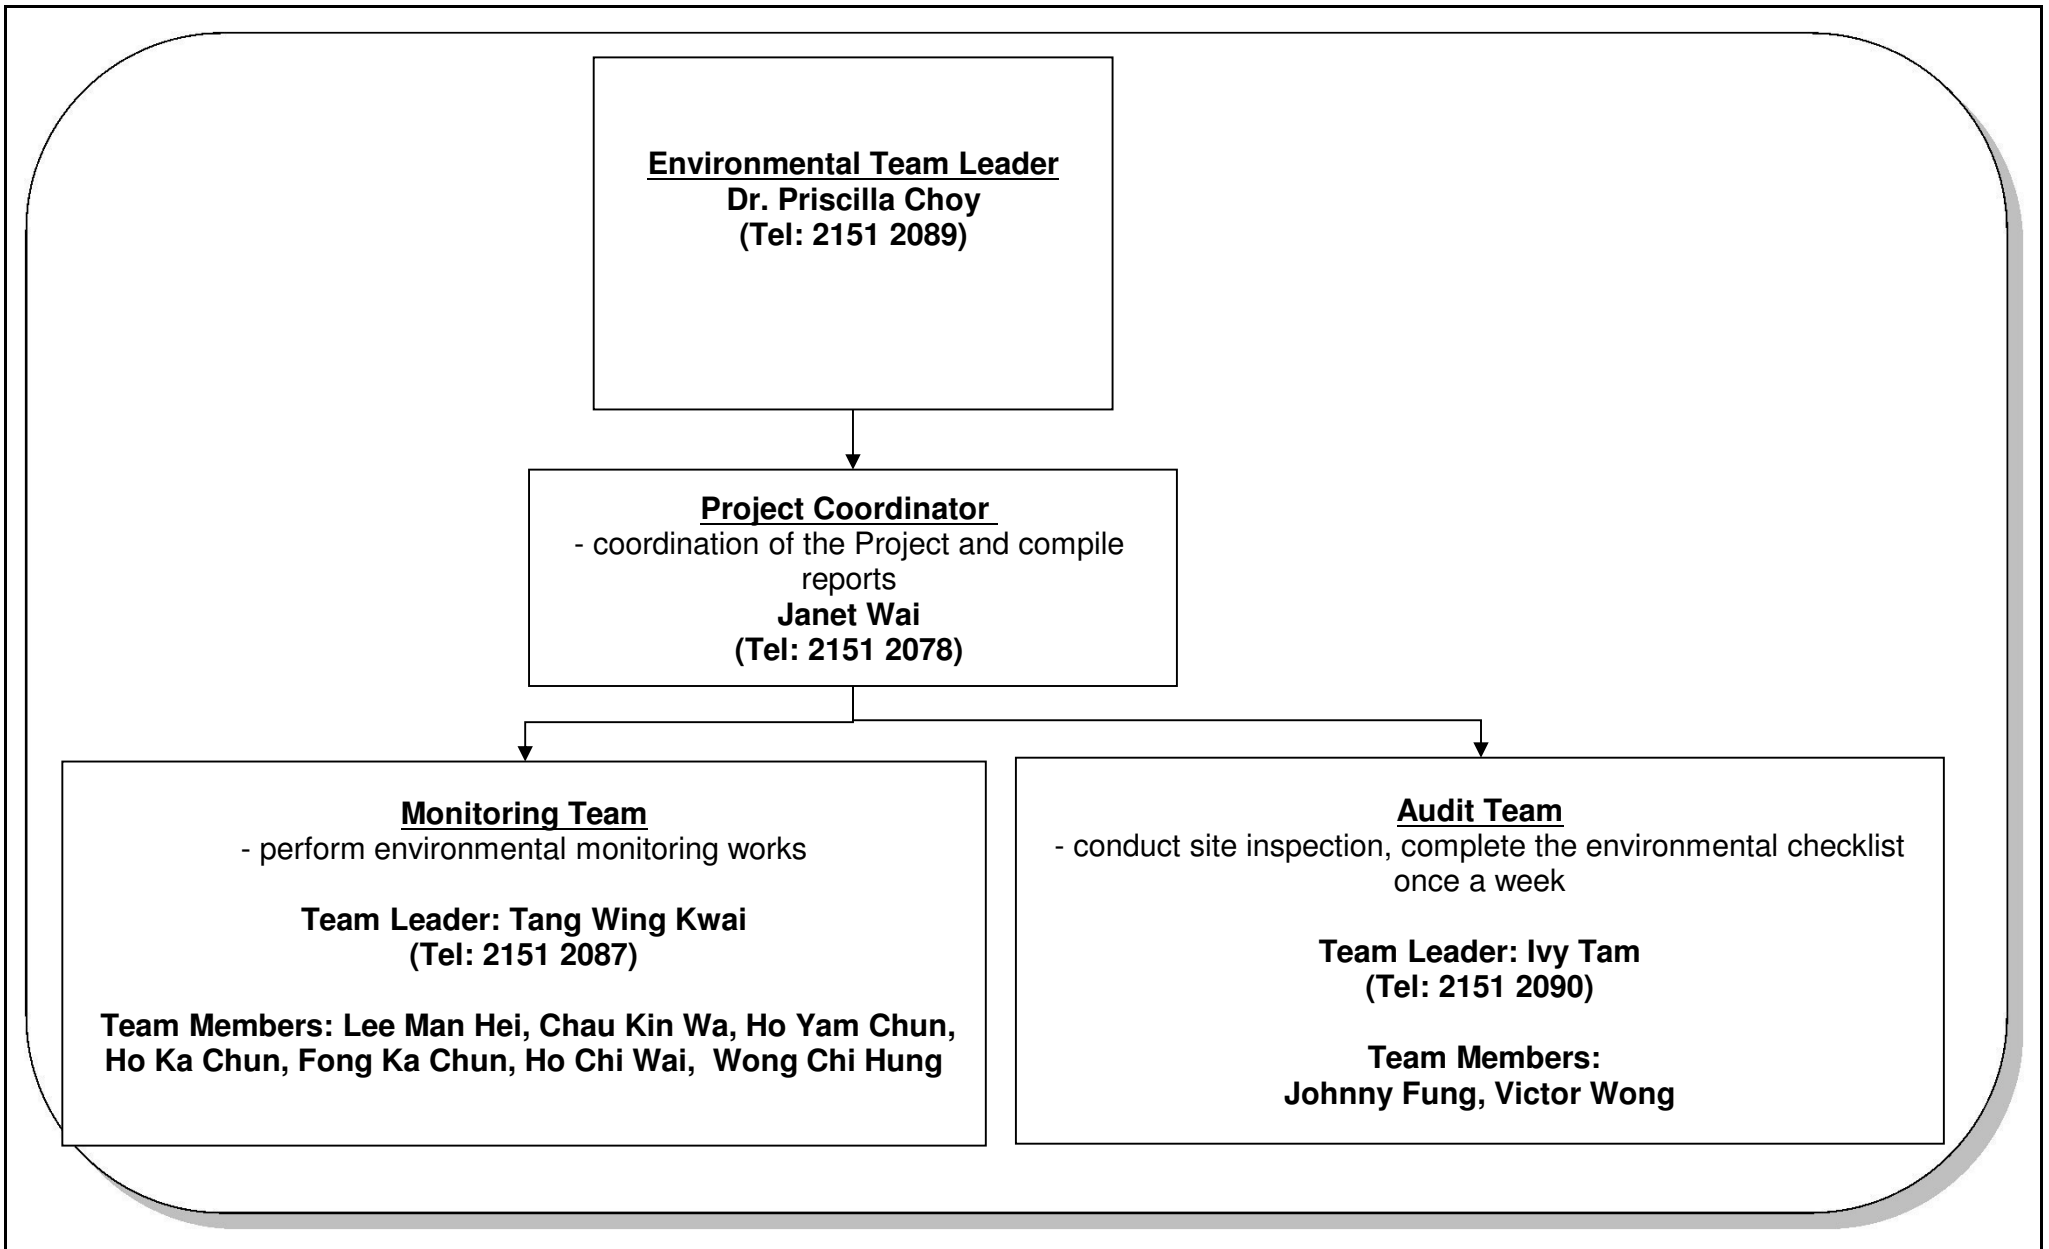 Environmental Team Leader
Dr. Priscilla Choy
(Tel: 2151 2089)
Project Coordinator
- coordination of the Project and compile
reports
Janet Wai
(Tel: 2151 2078)
Monitoring Team
- perform environmental monitoring works
Team Leader: Tang Wing Kwai
(Tel: 2151 2087)
Team Members: Lee Man Hei, Chau Kin Wa, Ho Yam Chun,
Ho Ka Chun, Fong Ka Chun, Ho Chi Wai, Wong Chi Hung
Audit Team
- conduct site inspection, complete the environmental checklist
once a week
Team Leader: Ivy Tam
(Tel: 2151 2090)
Team Members:
Johnny Fung, Victor Wong